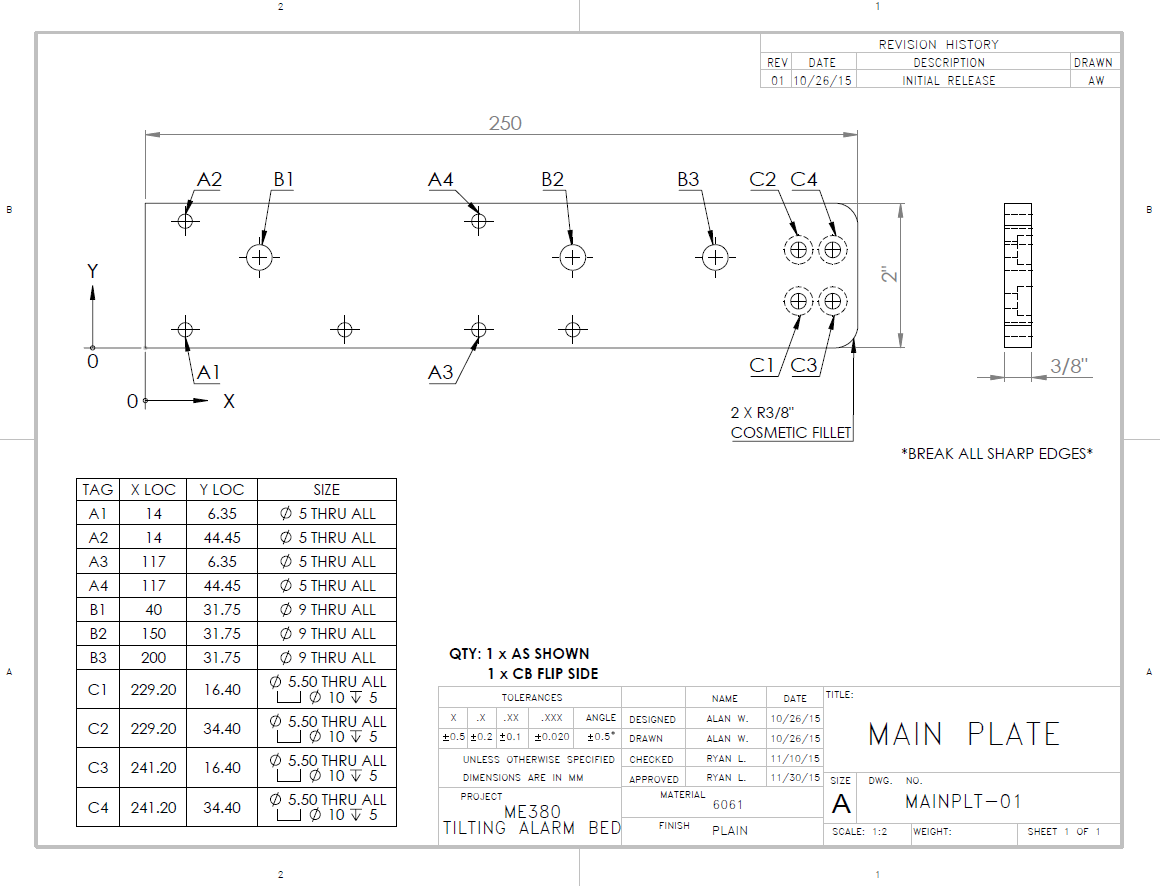 2 1
REVISION HISTORY
REV DATE DESCRIPTION DRAWN
01 10/26/15 INITIAL RELEASE AW
250
A2 B1 A4 B2 B3 C2 C4
B B
Y
2"
0
A1 A3 C1 C3 3/8"
0 X
2 X R3/8"
COSMETIC FILLET
*BREAK ALL SHARP EDGES*
TAG X LOC Y LOC SIZE
A1 14 6.35 ∅ 5 THRU ALL
A2 14 44.45 ∅ 5 THRU ALL
A3 117 6.35 ∅ 5 THRU ALL
A4 117 44.45 ∅ 5 THRU ALL
B1 40 31.75 ∅ 9 THRU ALL
B2 150 31.75 ∅ 9 THRU ALL
B3 200 31.75 ∅ 9 THRU ALL
C1 229.20 16.40 ∅ 5.50 THRU ALL
⌴ ∅ 10 ↧ 5
C2 229.20 34.40 ∅ 5.50 THRU ALL
⌴ ∅ 10 ↧ 5
C3 241.20 16.40 ∅ 5.50 THRU ALL
⌴ ∅ 10 ↧ 5
C4 241.20 34.40 ∅ 5.50 THRU ALL
⌴ ∅ 10 ↧ 5
A A
QTY: 1 x AS SHOWN
1 x CB FLIP SIDE
TOLERANCES
X .X .XX .XXX ANGLE
±0.5 ±0.2 ±0.1 ±0.020 ±0.5°
UNLESS OTHERWISE SPECIFIED
DIMENSIONS ARE IN MM
PROJECT
ME380
TILTING ALARM BED
NAME DATE
DESIGNED ALAN W. 10/26/15
DRAWN ALAN W. 10/26/15
CHECKED RYAN L. 11/10/15
APPROVED RYAN L. 11/30/15
MATERIAL
6061
FINISH PLAIN
TITLE:
MAIN PLATE
SIZE DWG. NO.
A MAINPLT-01
SCALE: 1:2 WEIGHT: SHEET 1 OF 1
2 1